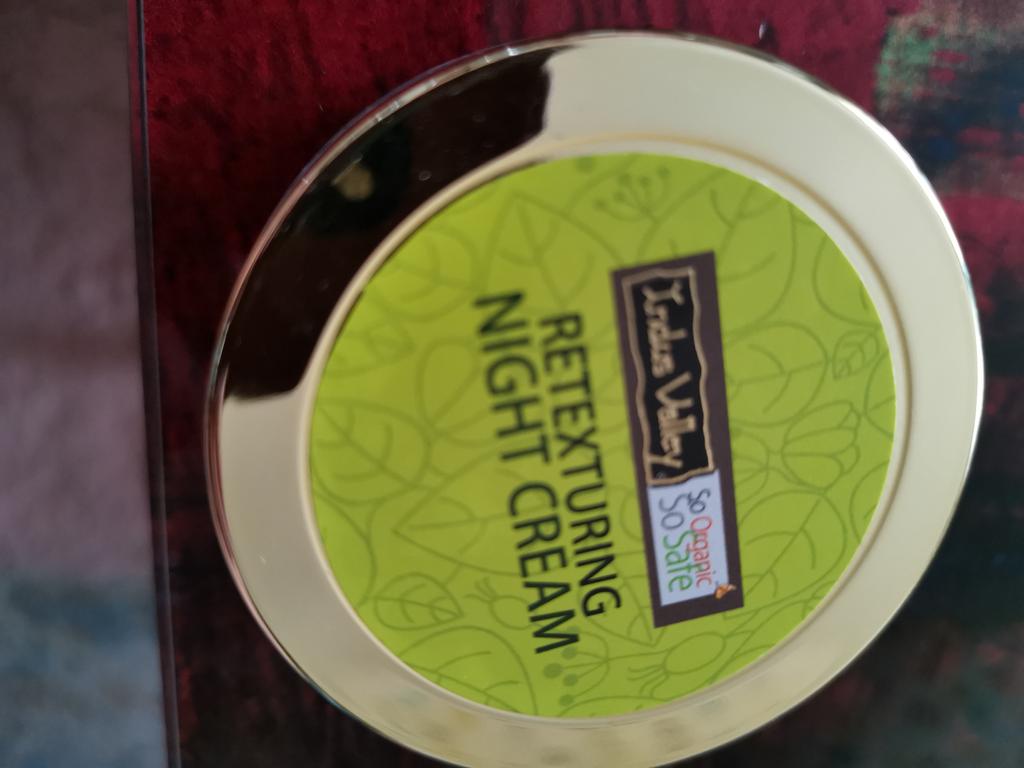 Indus Valley
So Organic
So Safe
RETEXTURING
NIGHT CREAM